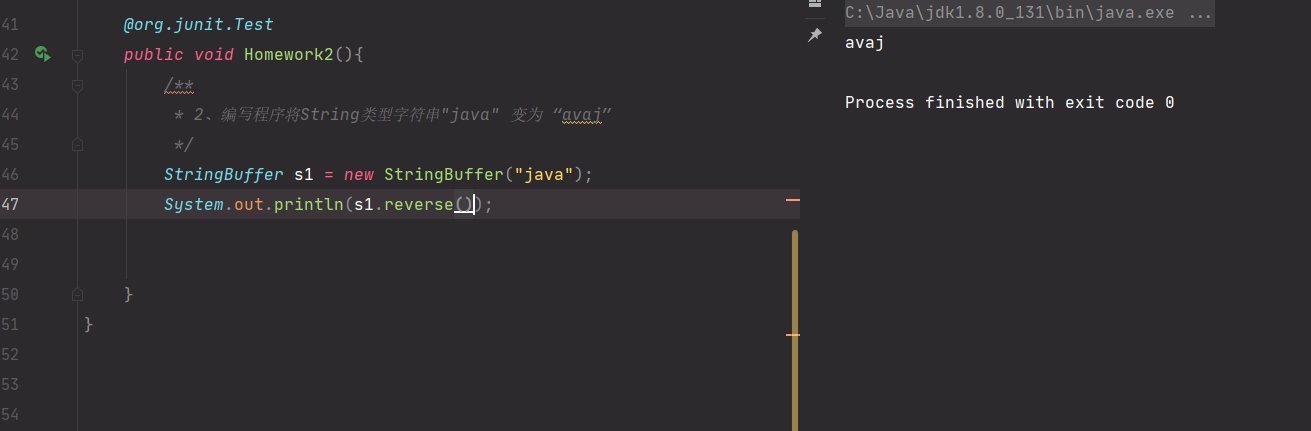 41 @org.junit.Test
42 public void Homework2(){
43 /**
44 * 2、编写程序将String类型字符串"java" 变为 “avaj”
45 */
46 StringBuffer s1 = new StringBuffer("java");
47 System.out.println(s1.reverse());
48
49
50 }
51 }
52
53
54
C:\Java\jdk1.8.0_131\bin\java.exe ...
avaj
Process finished with exit code 0